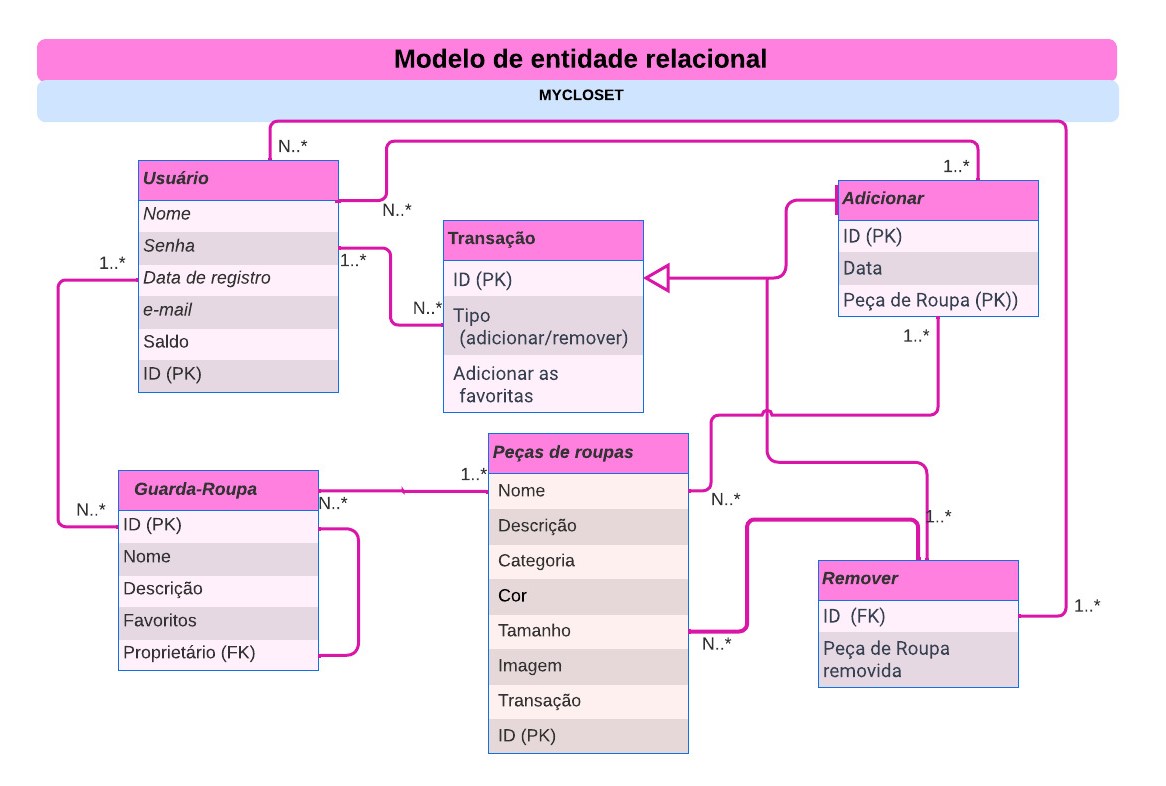 Modelo de entidade relacional
MYCLOSET
N..*
1..*
Usuário
Nome
Senha
Data de registro
e-mail
Saldo
ID (PK)
N..*
1..*
1..*
N..*
Transação
ID (PK)
Tipo
(adicionar/remover)
Adicionar as
favoritas
Adicionar
ID (PK)
Data
Peça de Roupa (PK))
1..*
N..*
Guarda-Roupa
ID (PK)
Nome
Descrição
Favoritos
Proprietário (FK)
N..*
1..*
Peças de roupas
Nome
Descrição
Categoria
Cor
Tamanho
Imagem
Transação
ID (PK)
N..*
N..*
1..*
Remover
ID (FK)
Peça de Roupa
removida
1..*